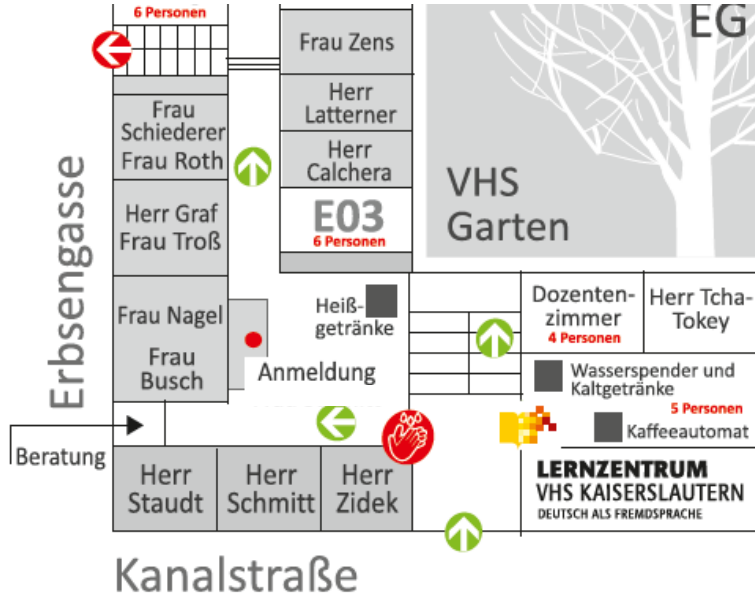 6 Personen
EG
Frau Zens
Herr
Latterner
Frau
Schiederer
Frau Roth
Herr
Calchera
VHS
Garten
E03
6 Personen
Herr Graf
Frau Troß
Erbsengasse
Frau Nagel
Frau
Busch
Heiß-
getränke
Anmeldung
Dozenten-
zimmer
4 Personen
Herr Tcha-
Tokey
Wasserspender und
Kaltgetränke
5 Personen
Kaffeeautomat
Beratung
Herr
Staudt
Herr
Schmitt
Herr
Zidek
LERNZENTRUM
VHS KAISERSLAUTERN
DEUTSCH ALS FREMDSPRACHE
Kanalstraße